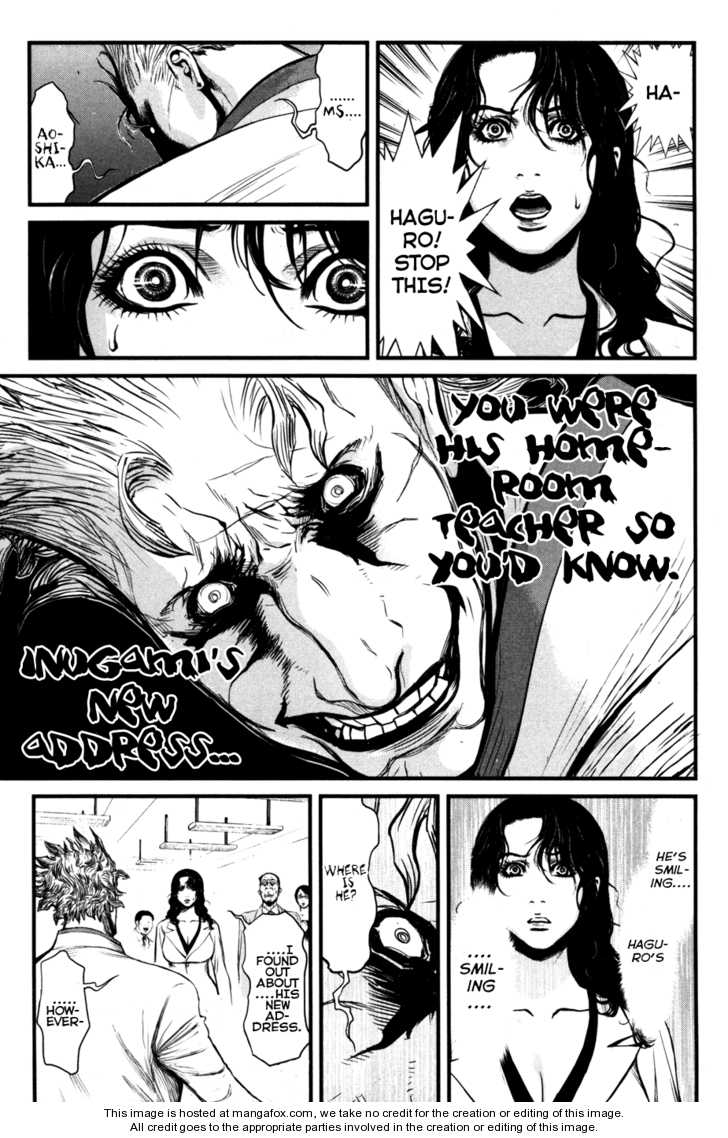 HA-
HAGU-
RO!
STOP
THIS!
......
MS....
AO-
SHI-
KA...
YOU WERE
HIS HOME-
ROOM
TEACHER SO
YOU'D KNOW.
INUGAMI'S
NEW
ADDRESS...
HE'S
SMIL-
ING....
HAGU-
RO'S
....
SMIL-
ING
....
WHERE
IS
HE?
....I
FOUND
OUT
ABOUT
....HIS
NEW
AD-
DRESS.
.....
HOW-
EVER-
This image is hosted at mangafox.com, we take no credit for the creation or editing of this image.
All credit goes to the appropriate parties involved in the creation or editing of this image.